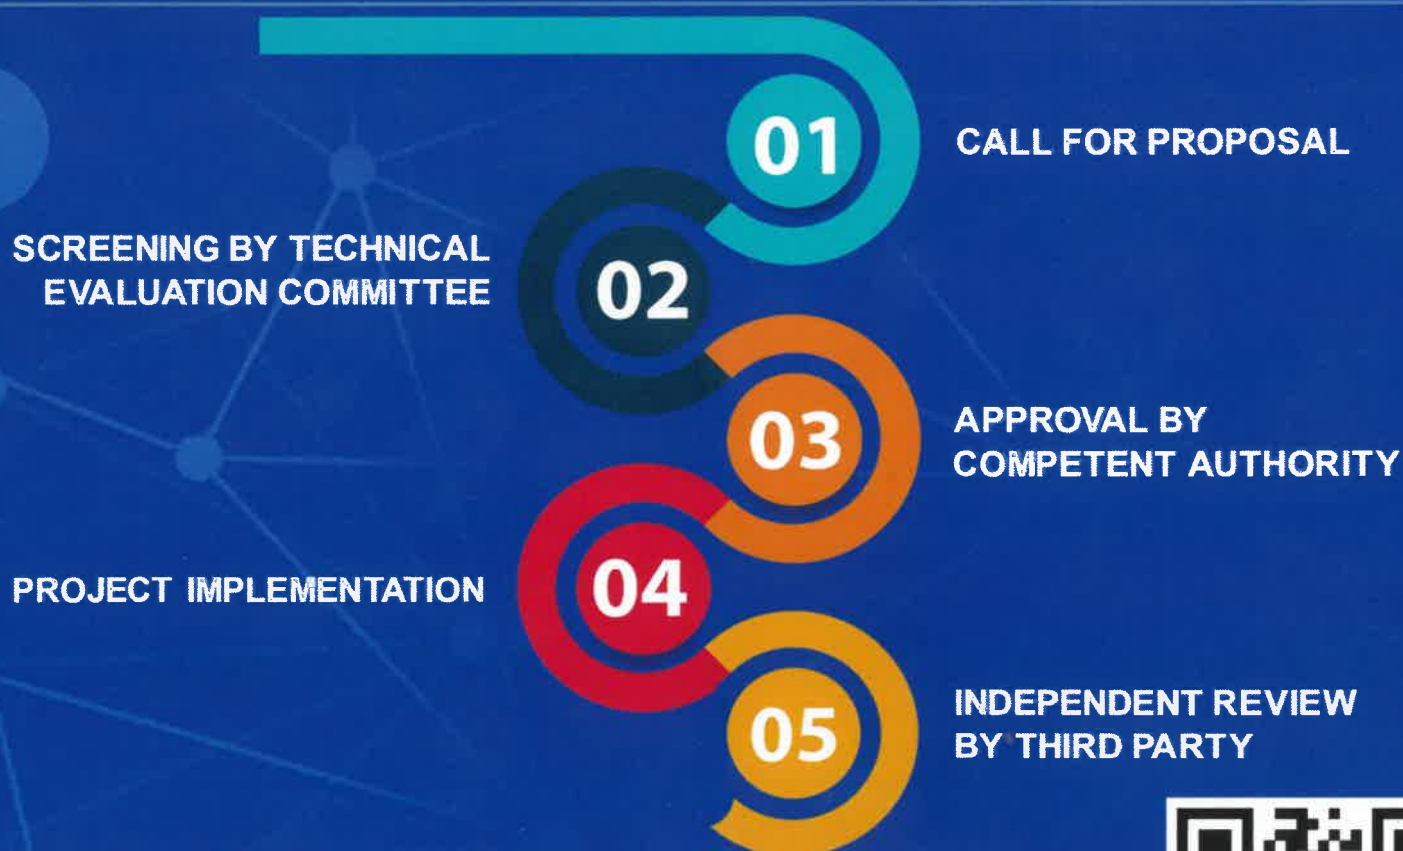 01
CALL FOR PROPOSAL
SCREENING BY TECHNICAL
EVALUATION COMMITTEE
02
03
APPROVAL BY
COMPETENT AUTHORITY
PROJECT IMPLEMENTATION
04
05
INDEPENDENT REVIEW
BY THIRD PARTY